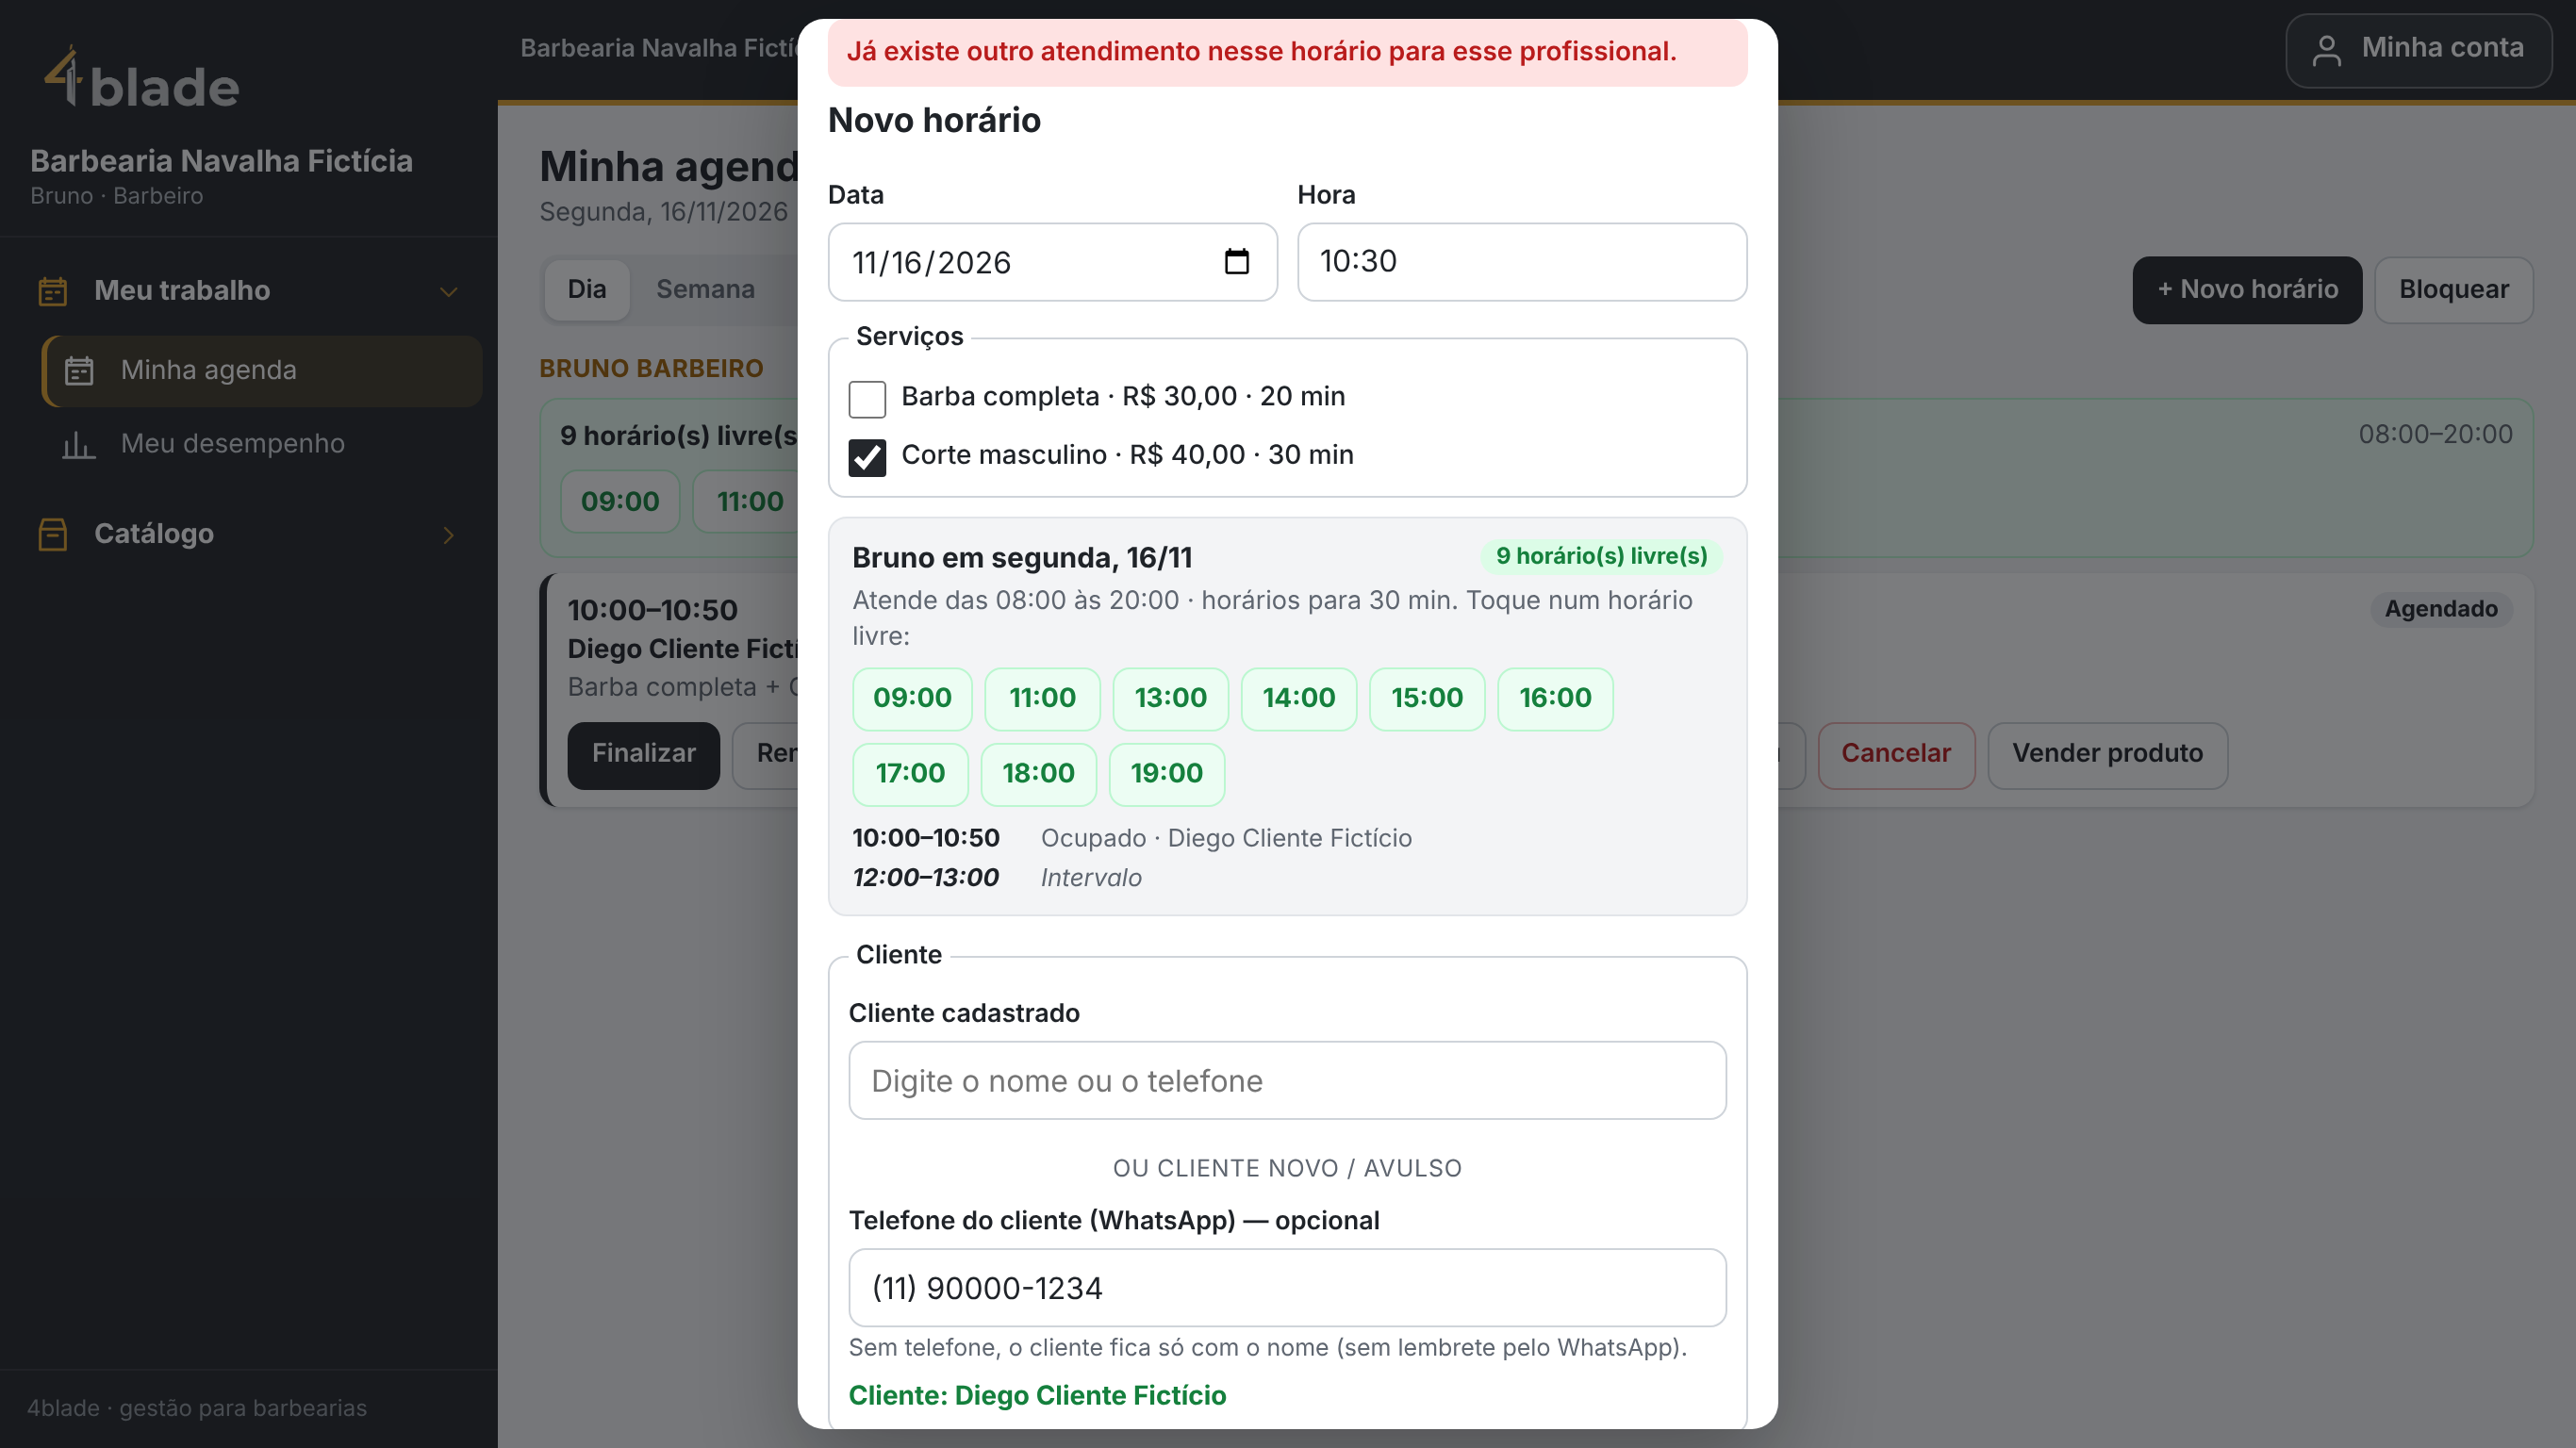 4blade
Barbearia Navalha Fictícia
Bruno · Barbeiro
Meu trabalho
Minha agenda
Meu desempenho
Catálogo
4blade · gestão para barbearias
Minha conta
Segunda, 16/11/2026
Dia
Semana
+ Novo horário
Bloquear
BRUNO BARBEIRO
9 horário(s)
08:00–20:00
09:00
11:00
10:00–10:50
Agendado
Diego Cliente
Barba completa +
Finalizar
Cancelar
Vender produto
Já existe outro atendimento nesse horário para esse profissional.
Novo horário
Data
Hora
11/16/2026
10:30
Serviços
Barba completa · R$ 30,00 · 20 min
Corte masculino · R$ 40,00 · 30 min
Bruno em segunda, 16/11
9 horário(s) livre(s)
Atende das 08:00 às 20:00 · horários para 30 min. Toque num horário
livre:
09:00
11:00
13:00
14:00
15:00
16:00
17:00
18:00
19:00
10:00–10:50 Ocupado · Diego Cliente Fictício
12:00–13:00 Intervalo
Cliente
Cliente cadastrado
Digite o nome ou o telefone
OU CLIENTE NOVO / AVULSO
Telefone do cliente (WhatsApp) — opcional
(11) 90000-1234
Sem telefone, o cliente fica só com o nome (sem lembrete pelo WhatsApp).
Cliente: Diego Cliente Fictício